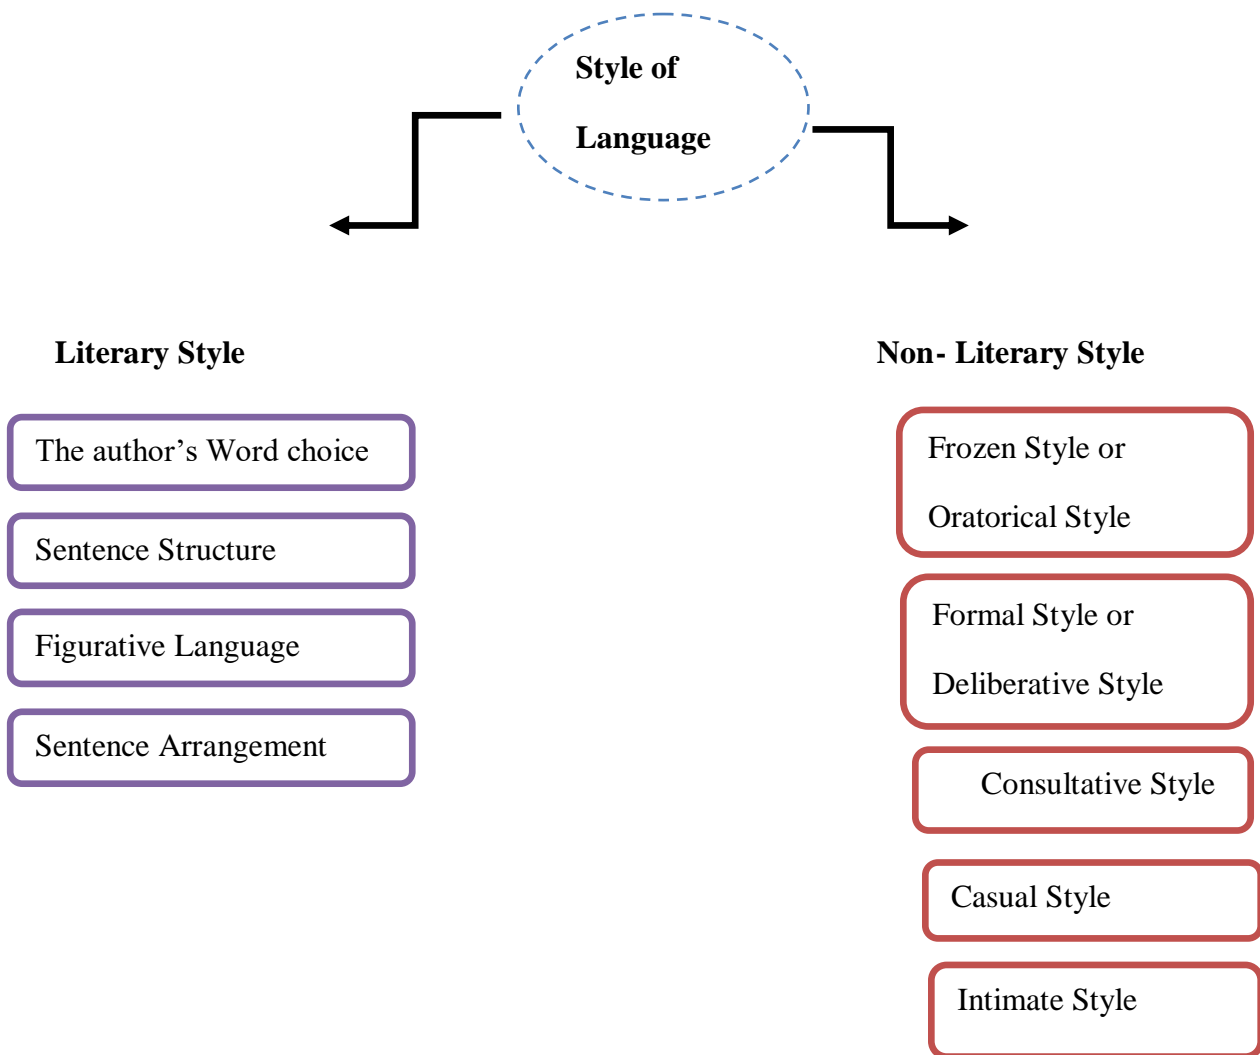 Style of
Language
Literary Style
The author’s Word choice
Sentence Structure
Figurative Language
Sentence Arrangement
Non- Literary Style
Frozen Style or
Oratorical Style
Formal Style or
Deliberative Style
Consultative Style
Casual Style
Intimate Style